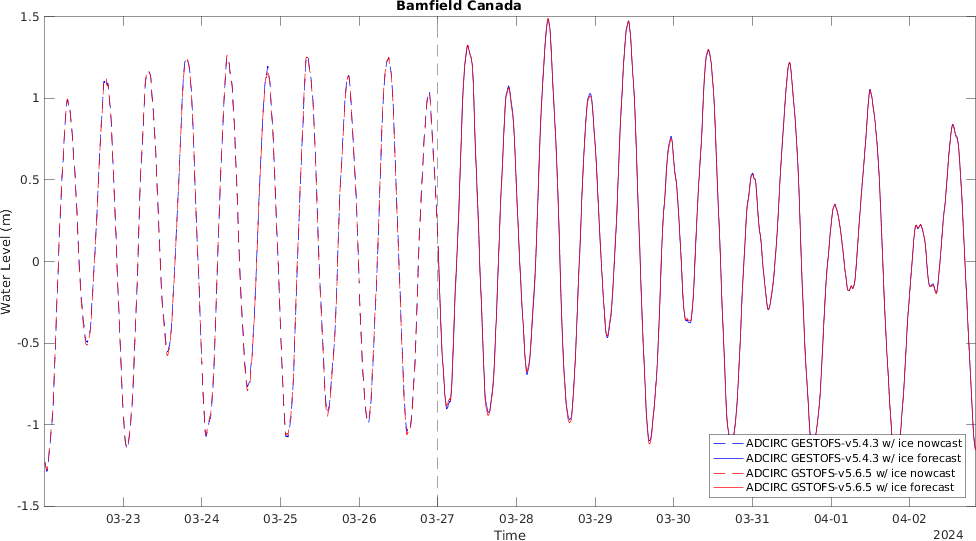 Bamfield Canada
1.5
1
0.5
0
-0.5
-1
-1.5
Water Level (m)
03-23 03-24 03-25 03-26 03-27 03-28 03-29 03-30 03-31 04-01 04-02
Time
2024
ADCIRC GESTOFS-v5.4.3 w/ ice nowcast
ADCIRC GESTOFS-v5.4.3 w/ ice forecast
ADCIRC GSTOFS-v5.6.5 w/ ice nowcast
ADCIRC GSTOFS-v5.6.5 w/ ice forecast